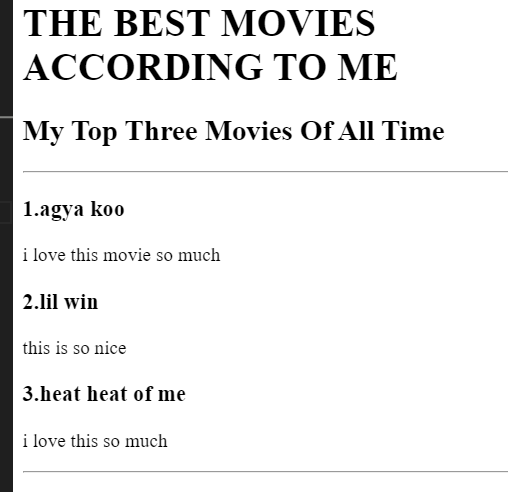 THE BEST MOVIES
ACCORDING TO ME
My Top Three Movies Of All Time
1.agya koo
i love this movie so much
2.lil win
this is so nice
3.heat heat of me
i love this so much